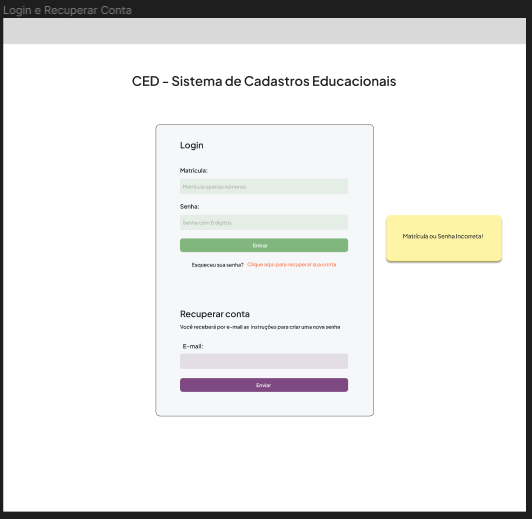 Login e Recuperar Conta
CED - Sistema de Cadastros Educacionais
Login
Matrícula:
Matrícula apenas números
Senha:
Senha com 6 dígitos
Entrar
Esqueceu sua senha? Clique aqui para recuperar sua conta
Matrícula ou Senha Incorreta!
Recuperar conta
Você receberá por e-mail as instruções para criar uma nova senha
E-mail:
Enviar